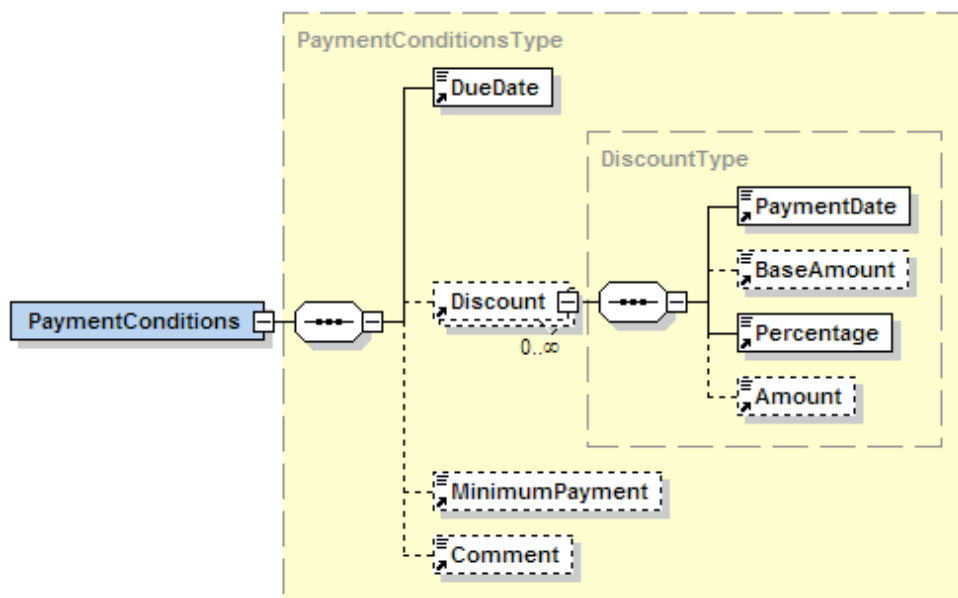 PaymentConditionsType
DueDate
DiscountType
PaymentDate
BaseAmount
Discount
0..∞
PaymentConditions
Percentage
Amount
MinimumPayment
Comment